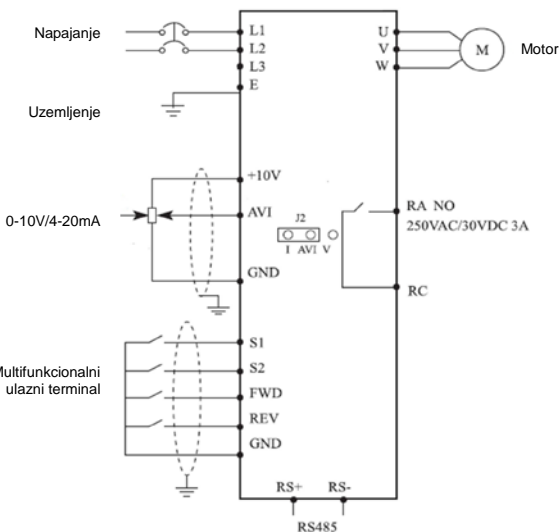 Napajanje
L1
L2
L3
E
Uzemljenje
U
V
W
M
Motor
0-10V/4-20mA
+10V
AVI
GND
J2
I AVI V
RA NO
250VAC/30VDC 3A
RC
Multifunkcionalni
ulazni terminal
S1
S2
FWD
REV
GND
RS+ RS-
RS485